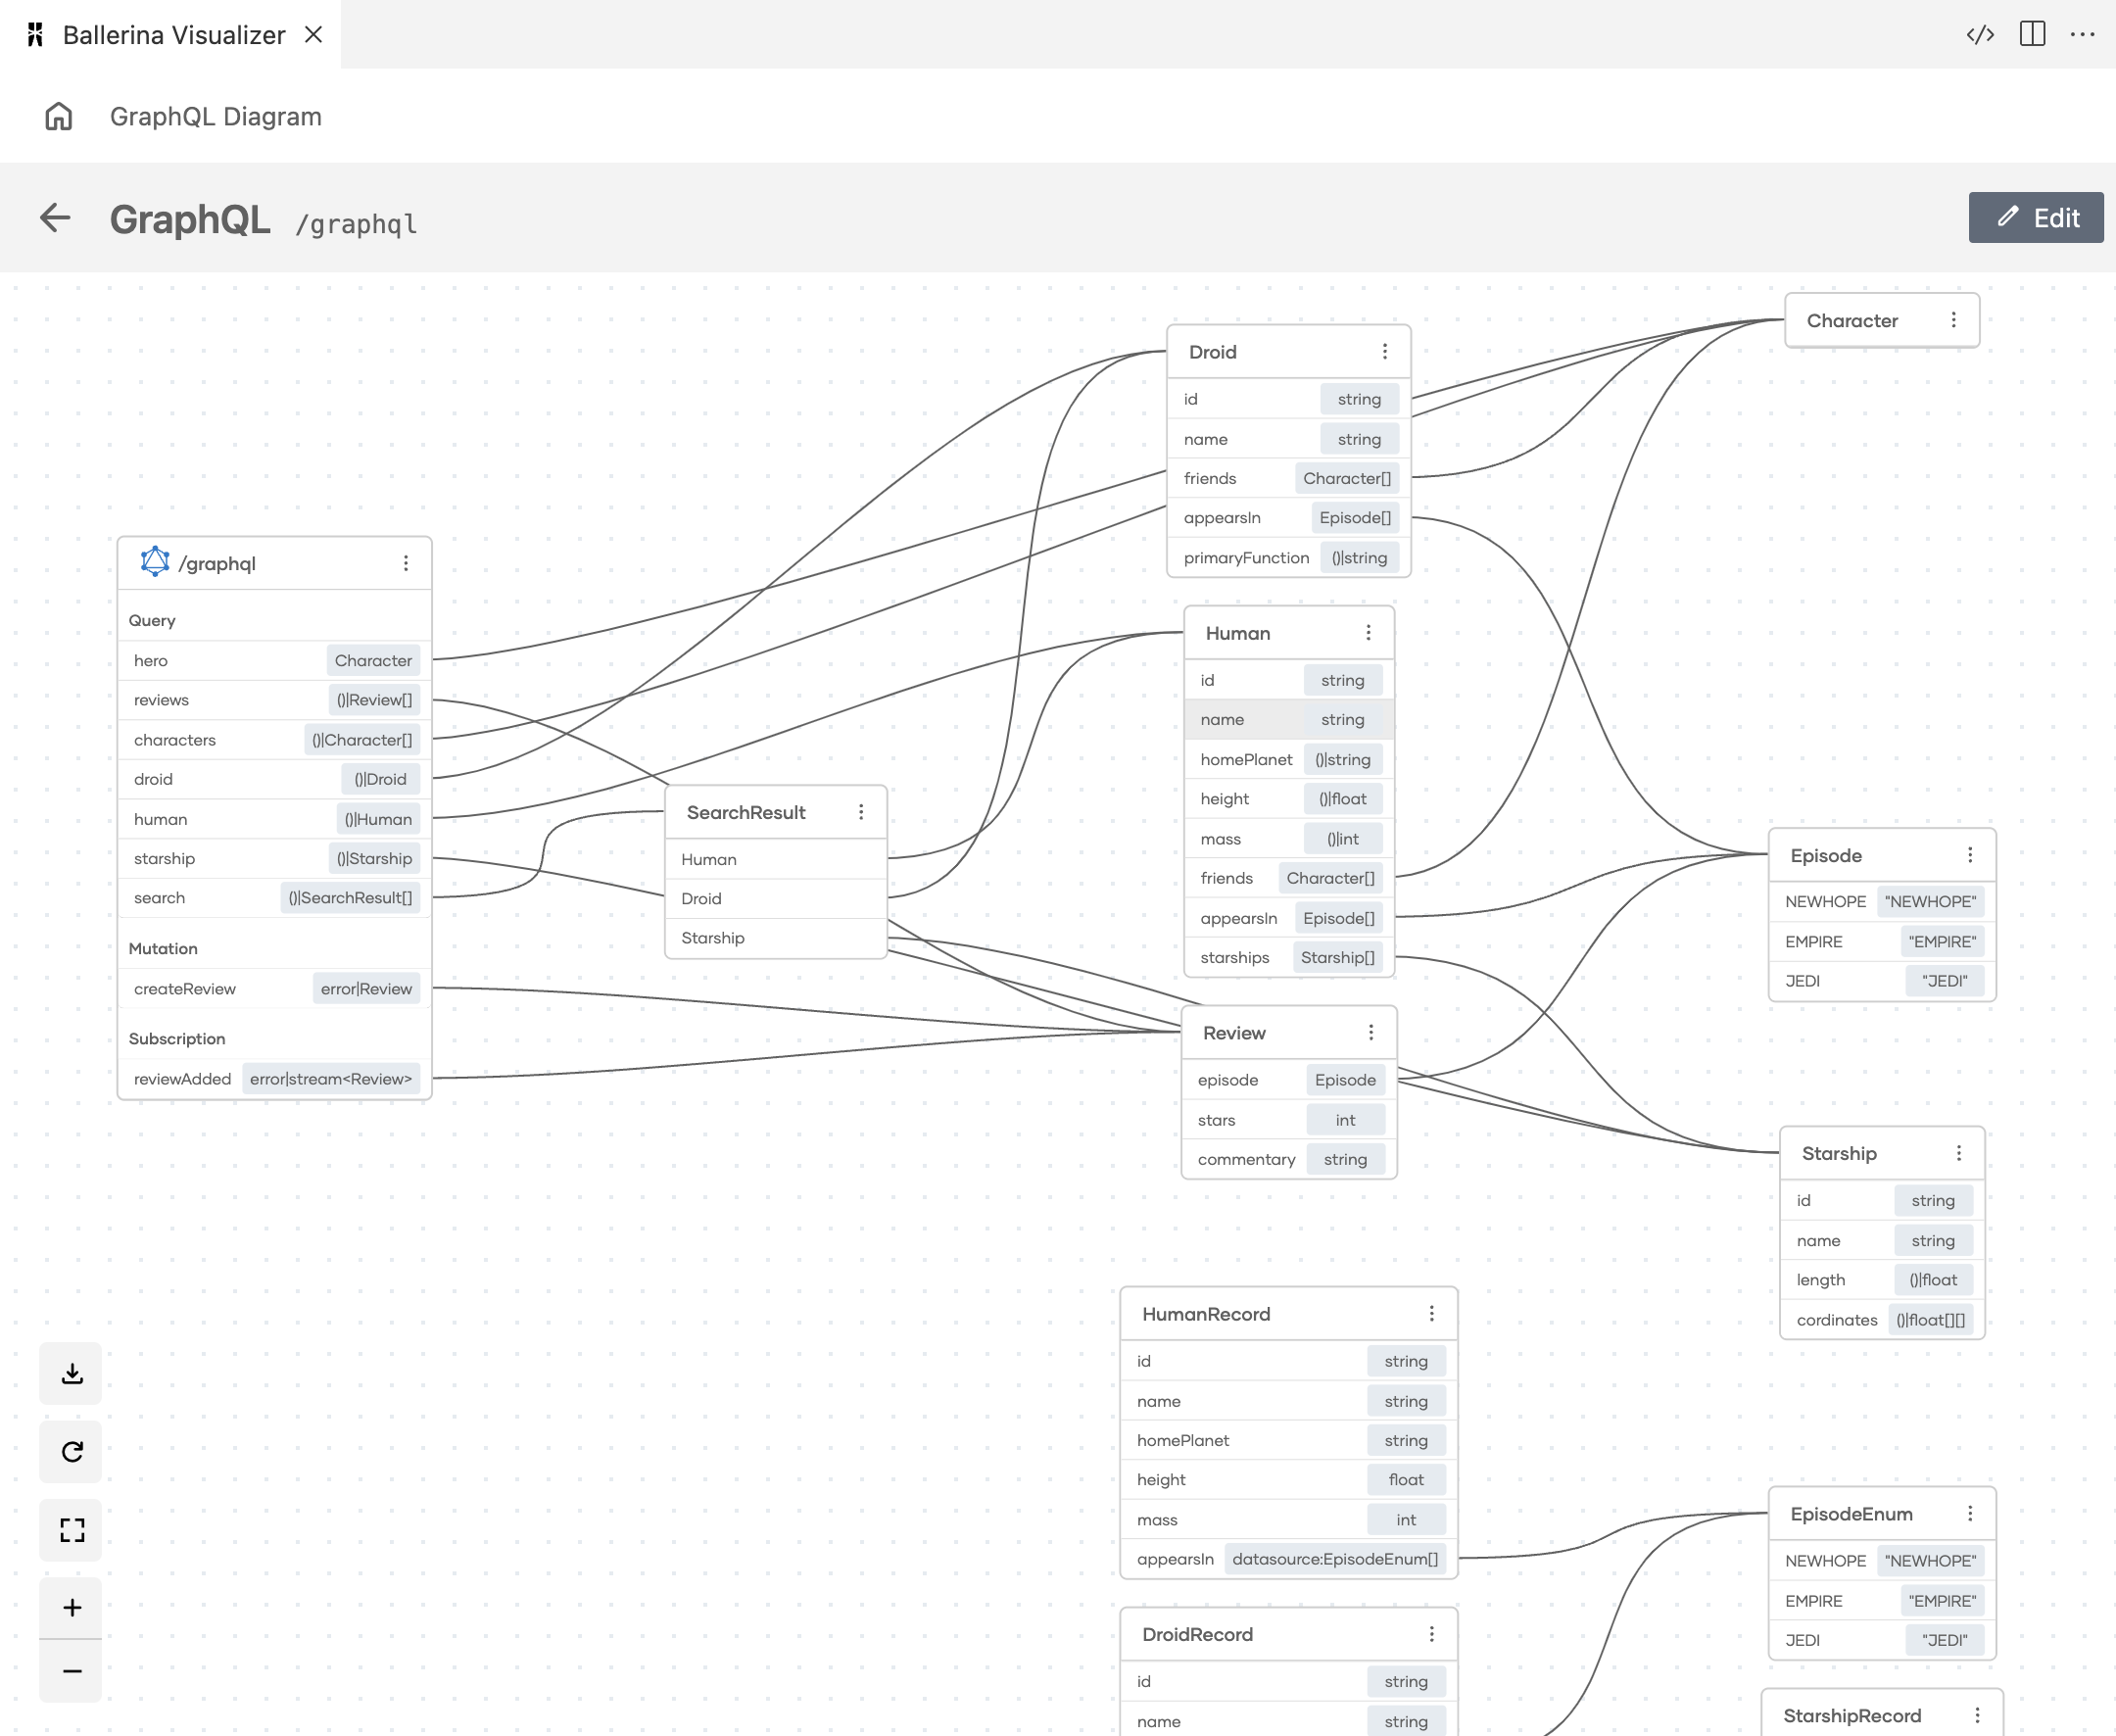 Ballerina Visualizer
GraphQL Diagram
GraphQL /graphql
Edit
/graphql
Query
hero Character
reviews ()|Review[]
characters ()|Character[]
droid ()|Droid
human ()|Human
starship ()|Starship
search ()|SearchResult[]
Mutation
createReview error|Review
Subscription
reviewAdded error|stream<Review>
SearchResult
Human
Droid
Starship
Droid
id string
name string
friends Character[]
appearsIn Episode[]
primaryFunction ()|string
Human
id string
name string
homePlanet ()|string
height ()|float
mass ()|int
friends Character[]
appearsIn Episode[]
starships Starship[]
Review
episode Episode
stars int
commentary string
HumanRecord
id string
name string
homePlanet string
height float
mass int
appearsIn datasource:EpisodeEnum[]
DroidRecord
id string
name string
Character
Episode
NEWHOPE "NEWHOPE"
EMPIRE "EMPIRE"
JEDI "JEDI"
Starship
id string
name string
length ()|float
cordinates ()|float[][]
EpisodeEnum
NEWHOPE "NEWHOPE"
EMPIRE "EMPIRE"
JEDI "JEDI"
StarshipRecord